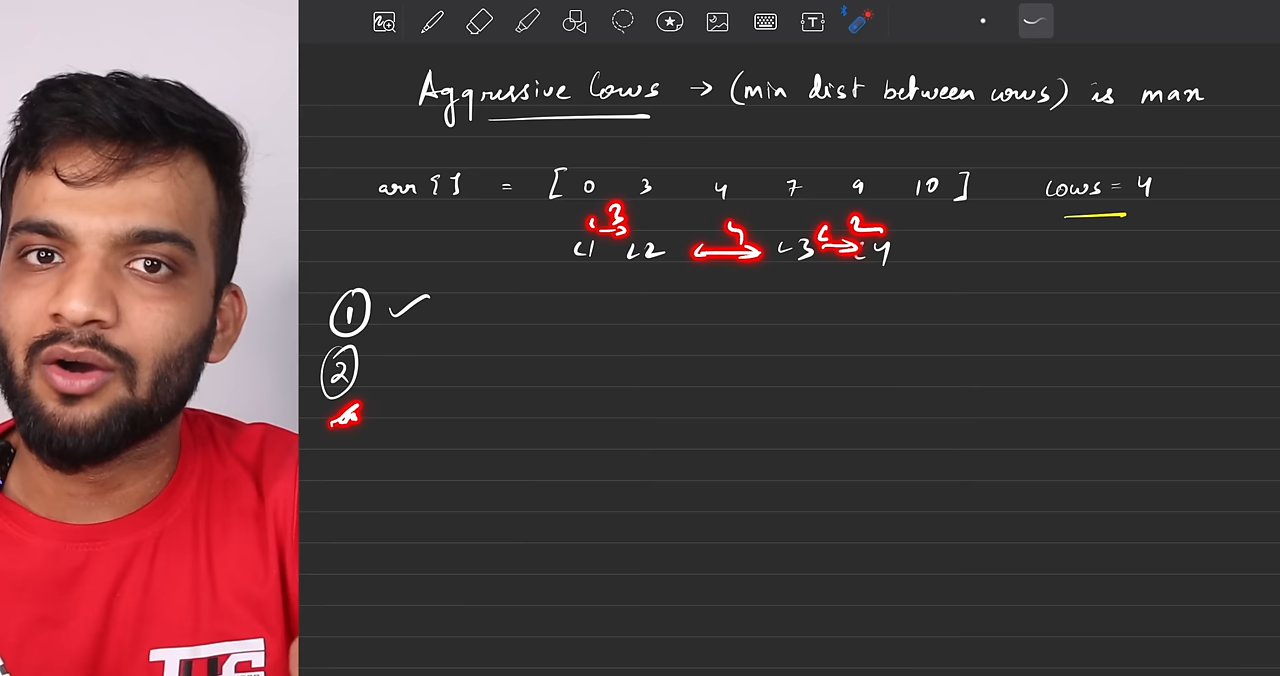 Aggressive Cows → (min dist between cows) is max
arr[] = [ 0 3 4 7 9 10 ] cows = 4
3 4 2
c1 c2 c3 c4
① ✓
②